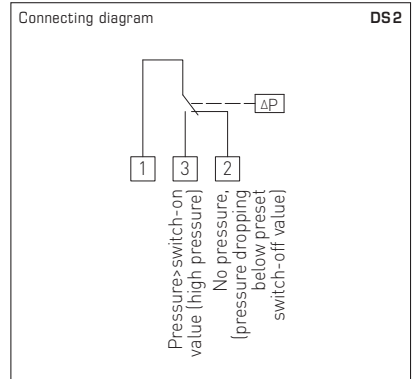 Connecting diagram
DS2
ΔP
1
3
2
Pressure>switch-on
value (high pressure)
No pressure,
(pressure dropping
below preset
switch-off value)